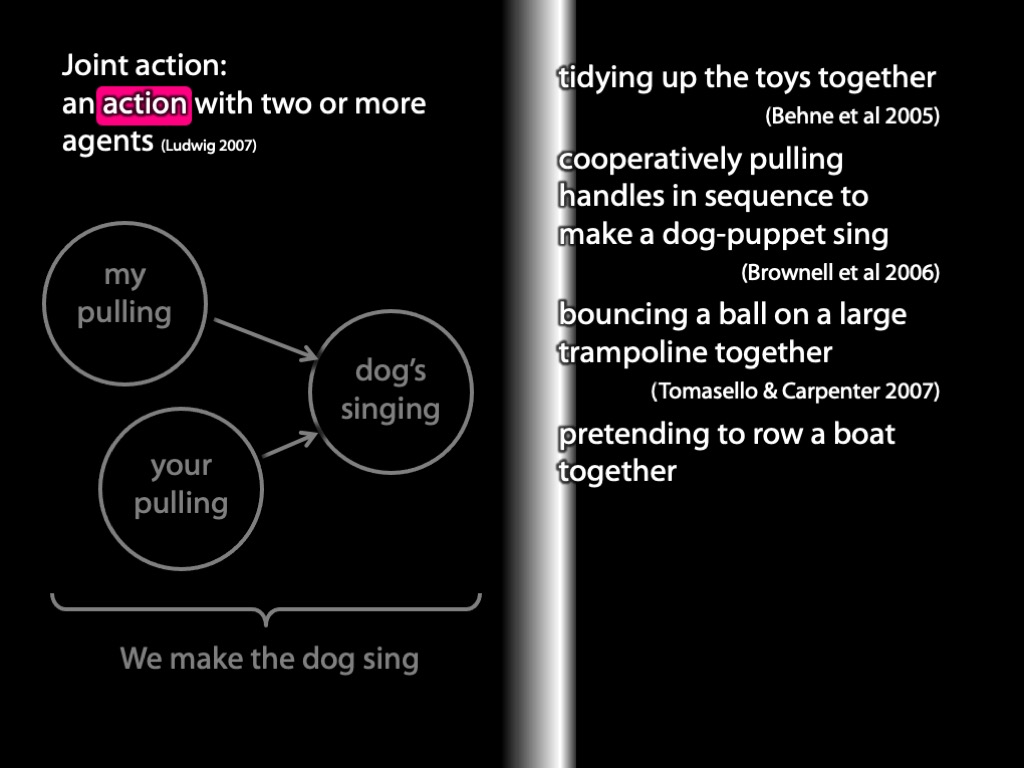 Joint action:
an action with two or more
agents (Ludwig 2007)
my
pulling
dog’s
singing
your
pulling
We make the dog sing
tidying up the toys together
(Behne et al 2005)
cooperatively pulling
handles in sequence to
make a dog-puppet sing
(Brownell et al 2006)
bouncing a ball on a large
trampoline together
(Tomasello & Carpenter 2007)
pretending to row a boat
together